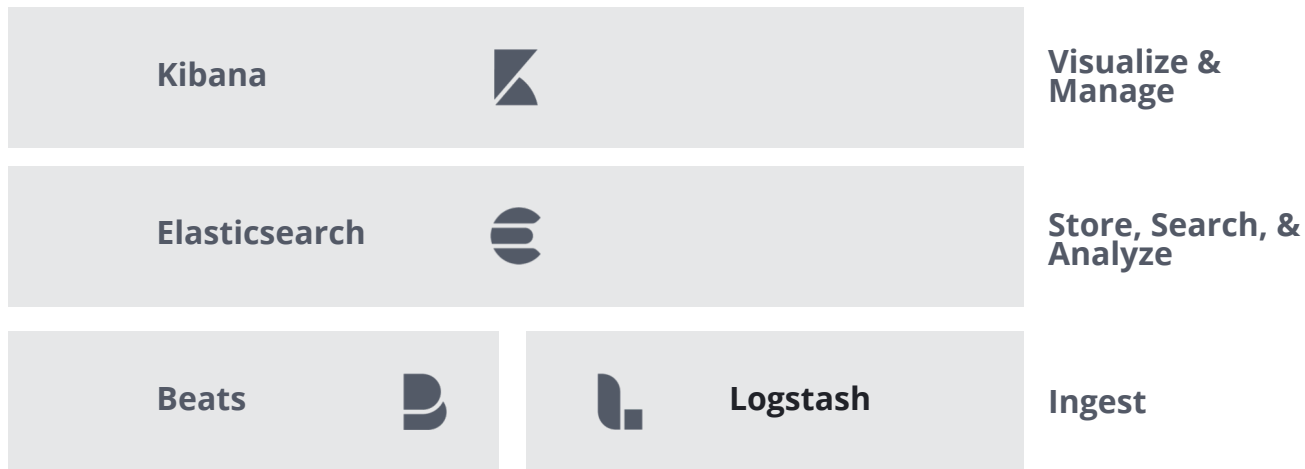 Kibana
Visualize &
Manage
Elasticsearch
Store, Search, &
Analyze
Beats
Logstash
Ingest